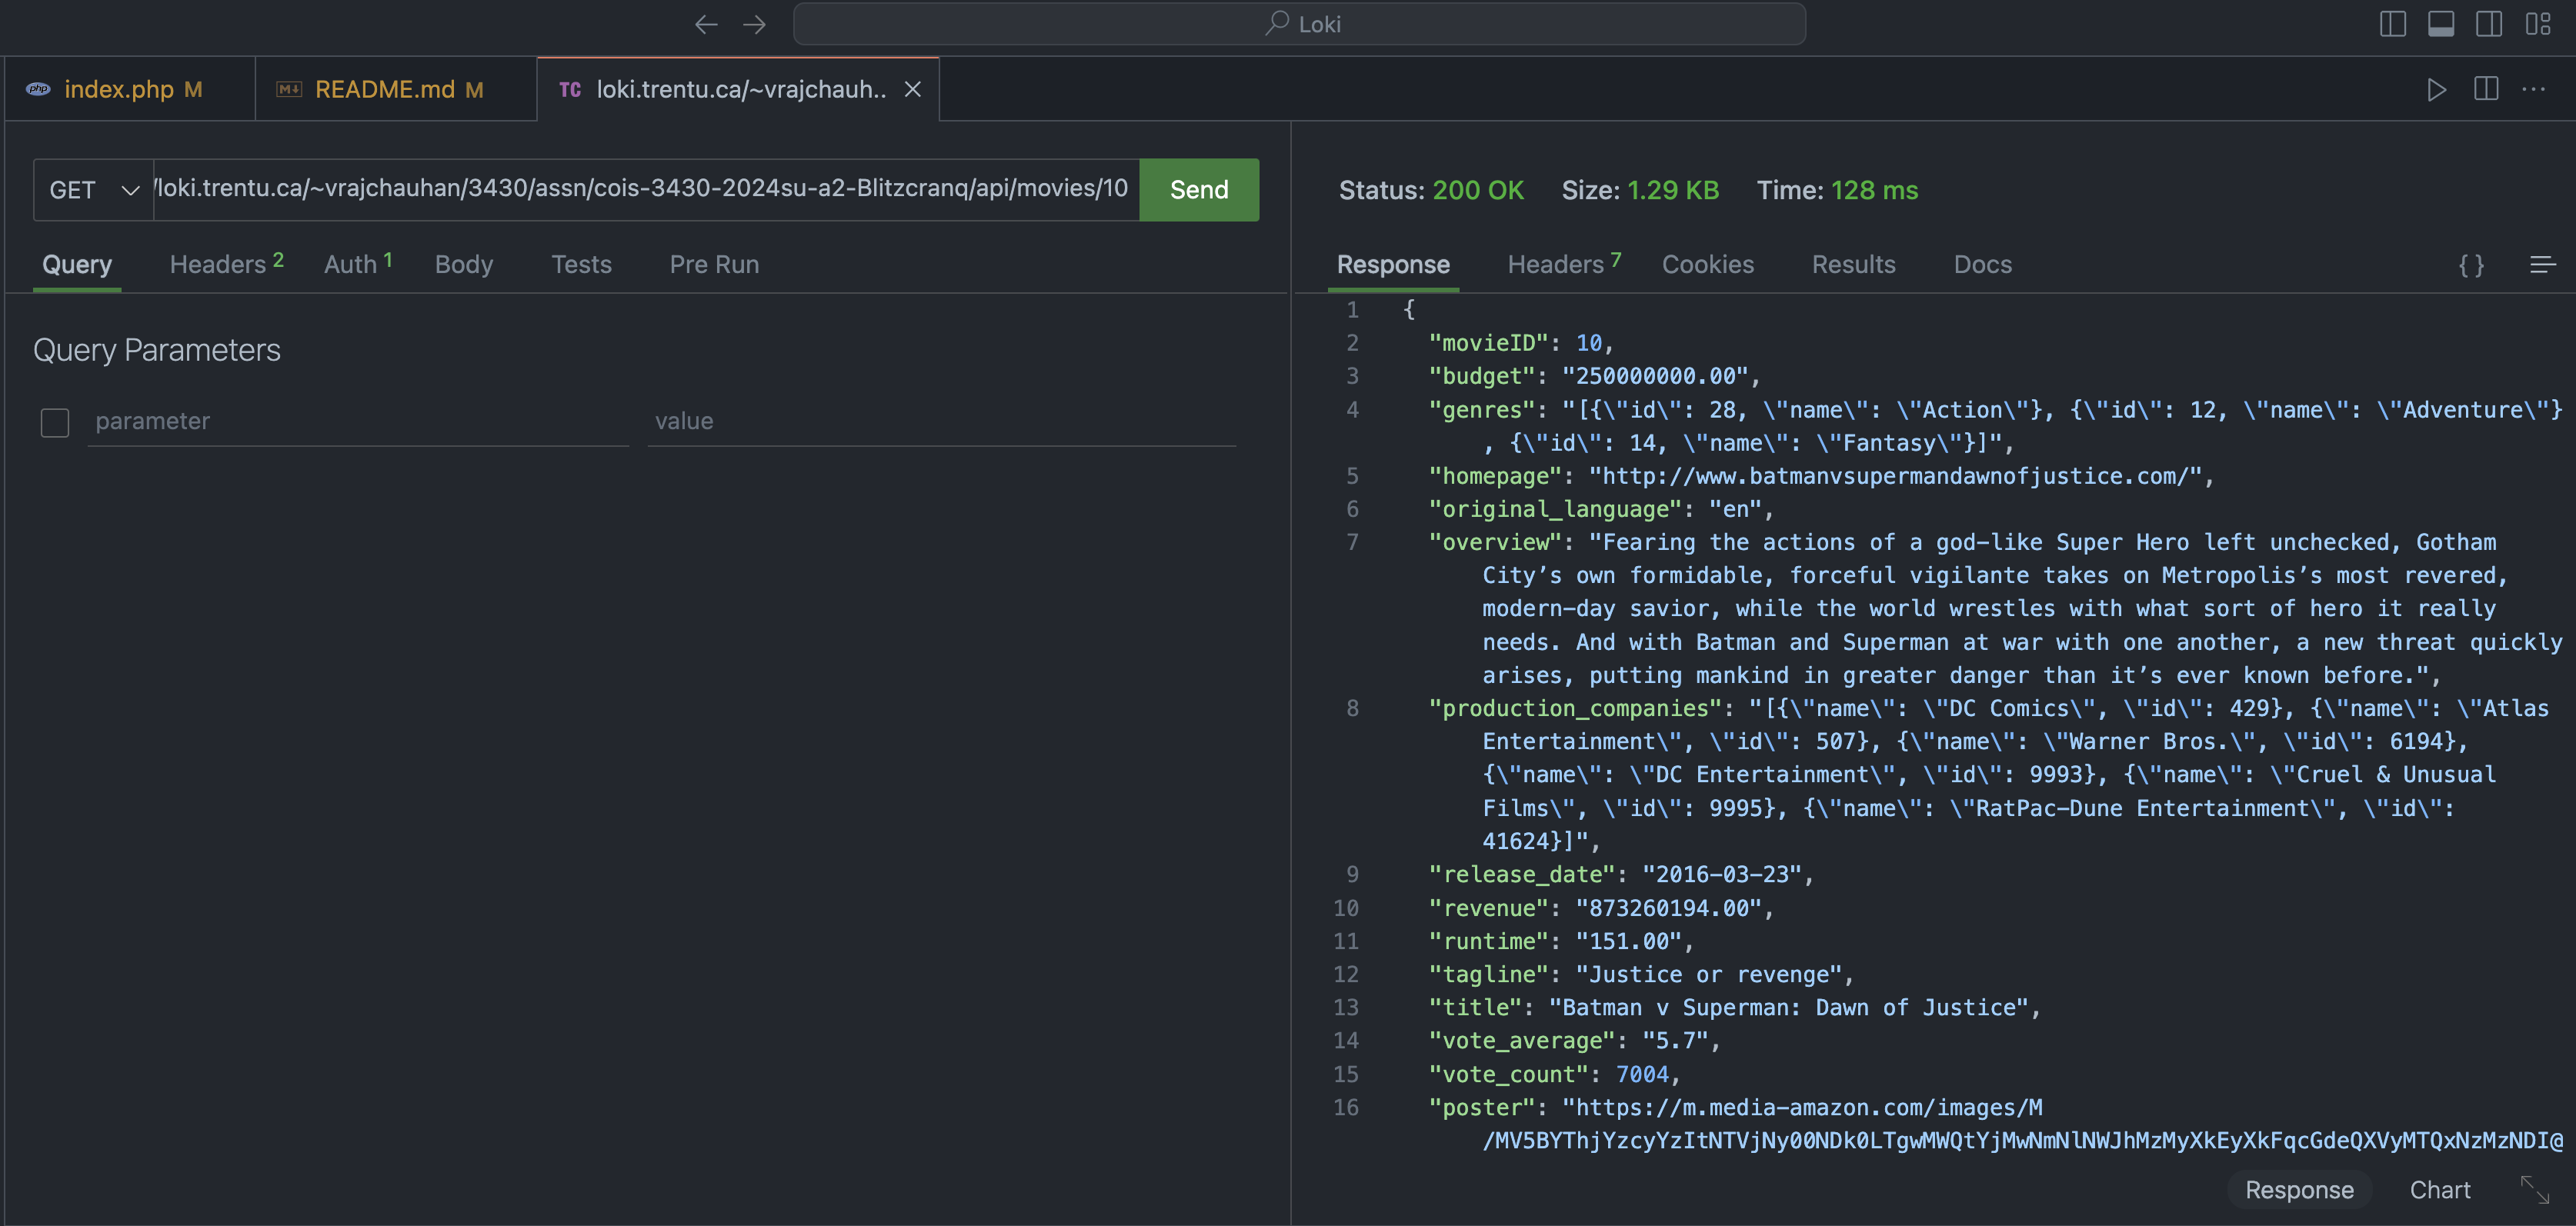 Loki
php index.php M
M↓ README.md M
TC loki.trentu.ca/~vrajchauh..
GET /loki.trentu.ca/~vrajchauhan/3430/assn/cois-3430-2024su-a2-Blitzcranq/api/movies/10 Send
Query Headers 2 Auth 1 Body Tests Pre Run
Query Parameters
parameter value
Status: 200 OK Size: 1.29 KB Time: 128 ms
Response Headers 7 Cookies Results Docs { }
1 {
2 "movieID": 10,
3 "budget": "250000000.00",
4 "genres": "[{\"id\": 28, \"name\": \"Action\"}, {\"id\": 12, \"name\": \"Adventure\"}
, {\"id\": 14, \"name\": \"Fantasy\"}]",
5 "homepage": "http://www.batmanvsupermandawnofjustice.com/",
6 "original_language": "en",
7 "overview": "Fearing the actions of a god-like Super Hero left unchecked, Gotham
City’s own formidable, forceful vigilante takes on Metropolis’s most revered,
modern-day savior, while the world wrestles with what sort of hero it really
needs. And with Batman and Superman at war with one another, a new threat quickly
arises, putting mankind in greater danger than it’s ever known before.",
8 "production_companies": "[{\"name\": \"DC Comics\", \"id\": 429}, {\"name\": \"Atlas
Entertainment\", \"id\": 507}, {\"name\": \"Warner Bros.\", \"id\": 6194},
{\"name\": \"DC Entertainment\", \"id\": 9993}, {\"name\": \"Cruel & Unusual
Films\", \"id\": 9995}, {\"name\": \"RatPac-Dune Entertainment\", \"id\":
41624}]",
9 "release_date": "2016-03-23",
10 "revenue": "873260194.00",
11 "runtime": "151.00",
12 "tagline": "Justice or revenge",
13 "title": "Batman v Superman: Dawn of Justice",
14 "vote_average": "5.7",
15 "vote_count": 7004,
16 "poster": "https://m.media-amazon.com/images/M
/MV5BYThjYzcyYzItNTVjNy00NDk0LTgwMWQtYjMwNmNlNWJhMzMyXkEyXkFqcGdeQXVyMTQxNzMzNDI@
Response Chart